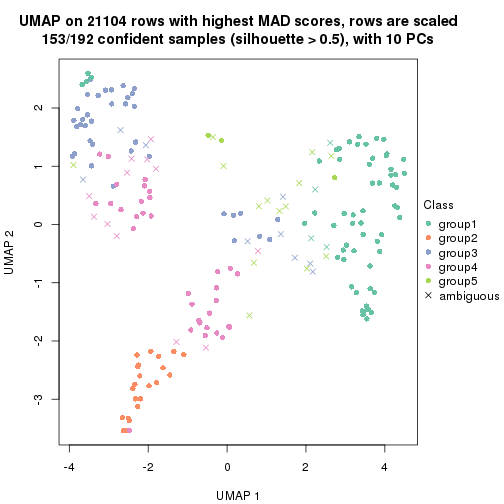 UMAP on 21104 rows with highest MAD scores, rows are scaled
153/192 confident samples (silhouette > 0.5), with 10 PCs
2
1
0
-1
-2
-3
UMAP 2
-4
-2
0
2
4
UMAP 1
Class
group1
group2
group3
group4
group5
ambiguous